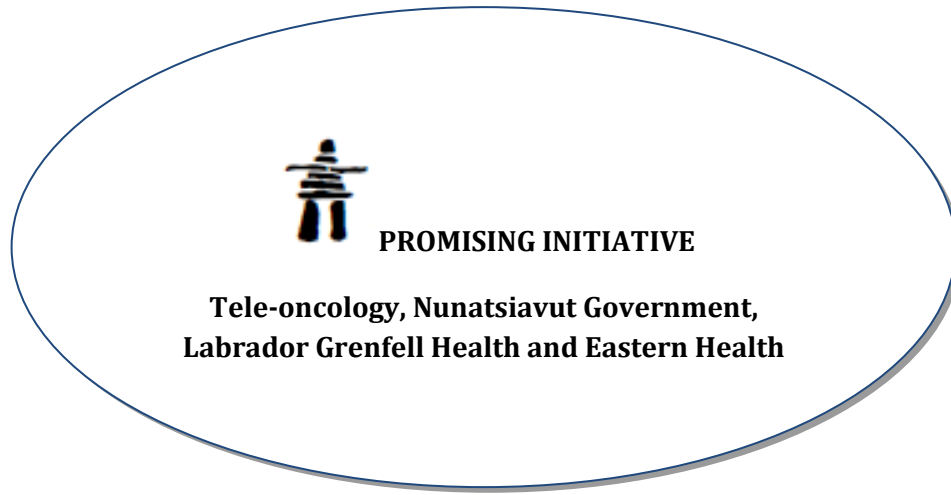 PROMISING INITIATIVE
Tele-oncology, Nunatsiavut Government,
Labrador Grenfell Health and Eastern Health